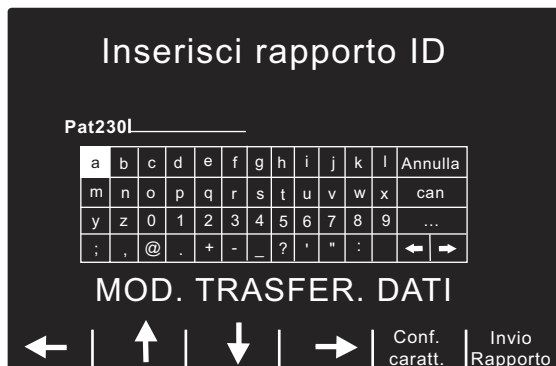 Inserisci rapporto ID
Pat230
a b c d e f g h i j k l Annulla
m n o p q r s t u v w x can
y z 0 1 2 3 4 5 6 7 8 9 ...
; , @ . + - _ ? ' " :
MOD. TRASFER. DATI
Conf. caratt.
Invio Rapporto